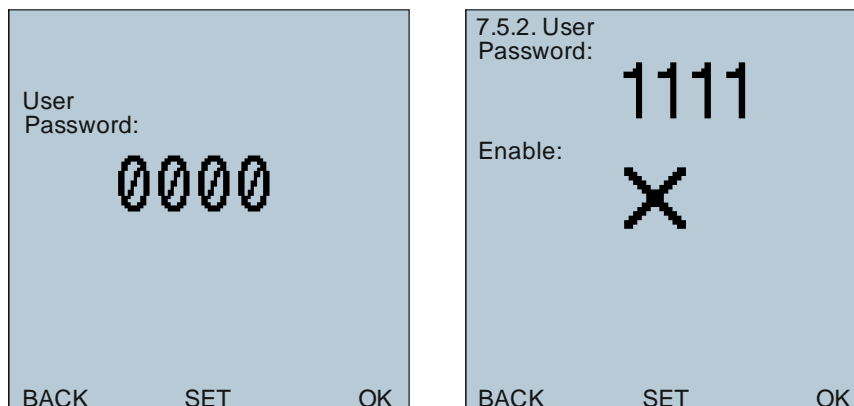 User
Password:
0000
BACK SET OK
7.5.2. User
Password:
1111
Enable:
BACK SET OK